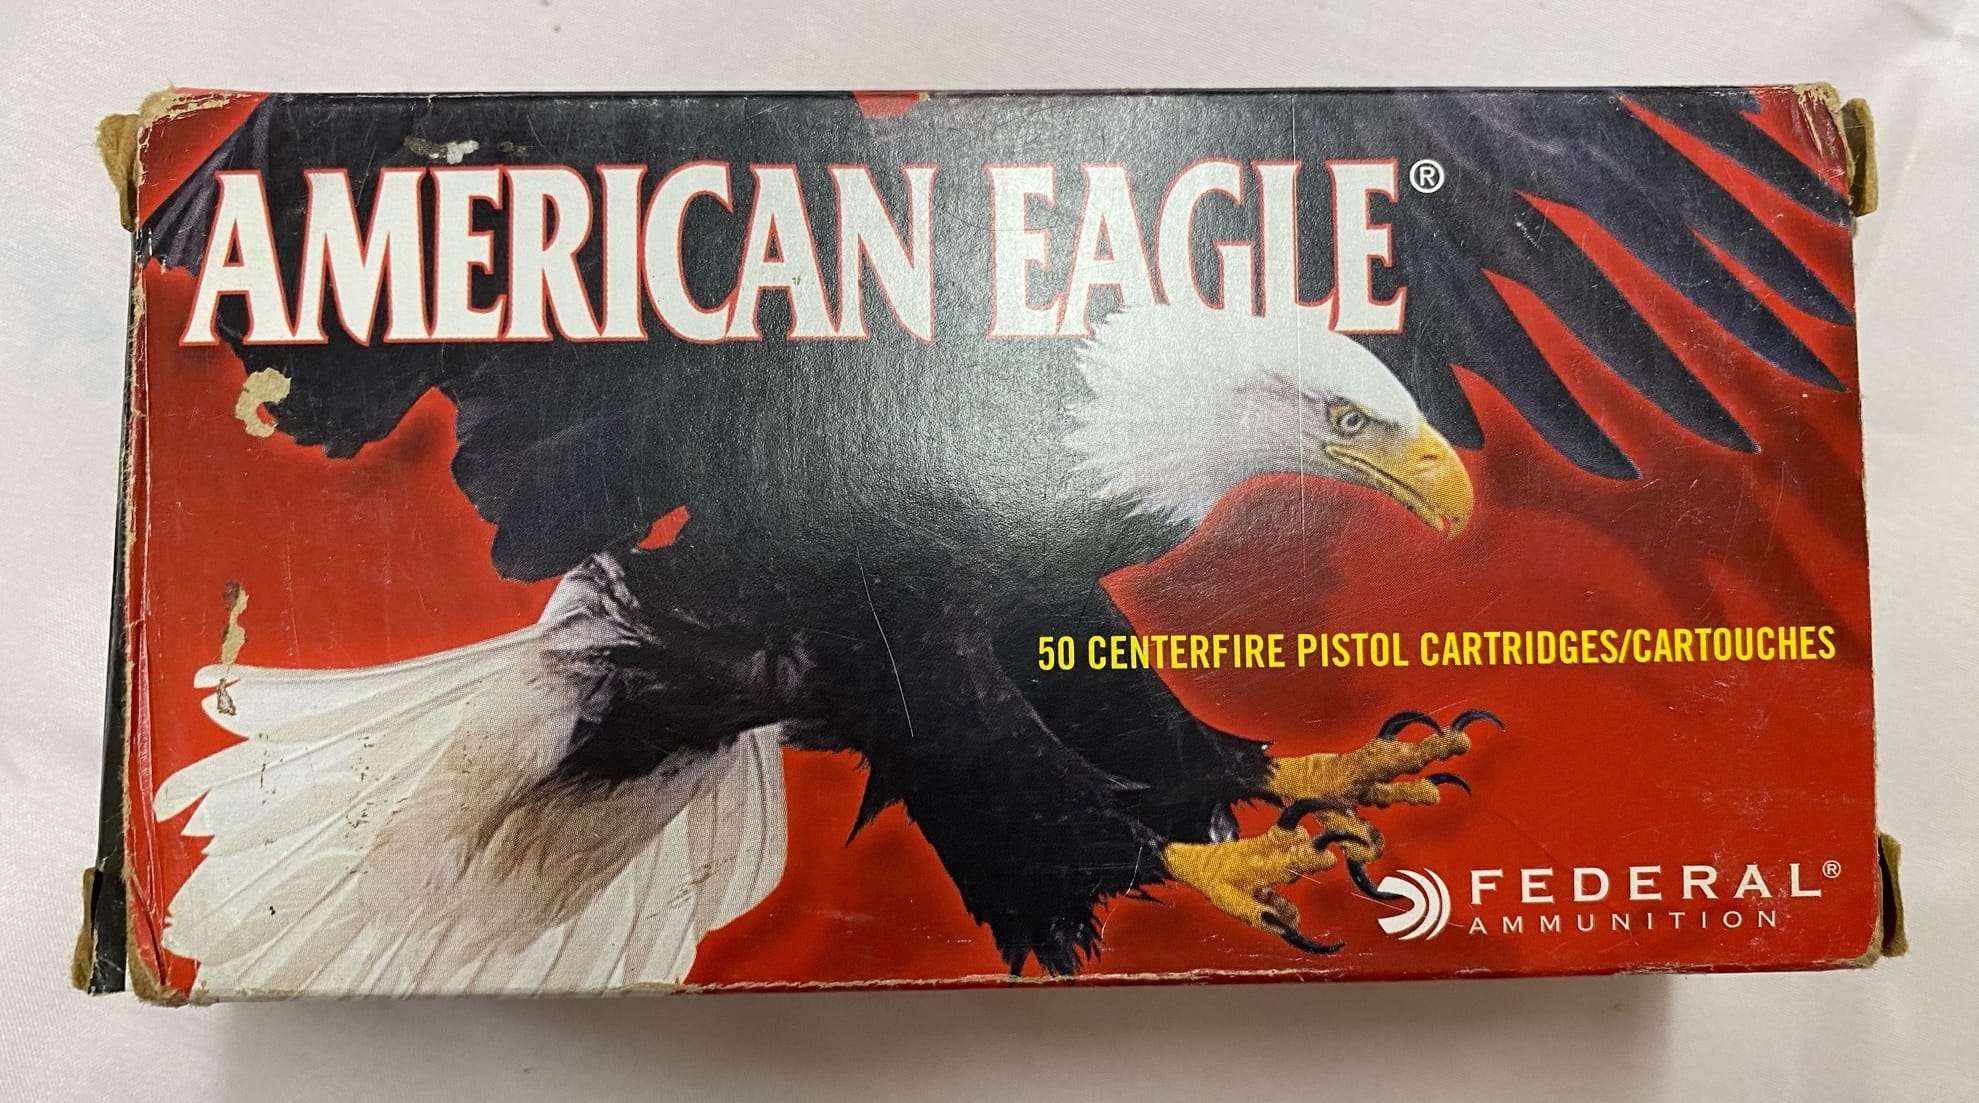 AMERICAN EAGLE®
50 CENTERFIRE PISTOL CARTRIDGES/CARTOUCHES
FEDERAL®
AMMUNITION